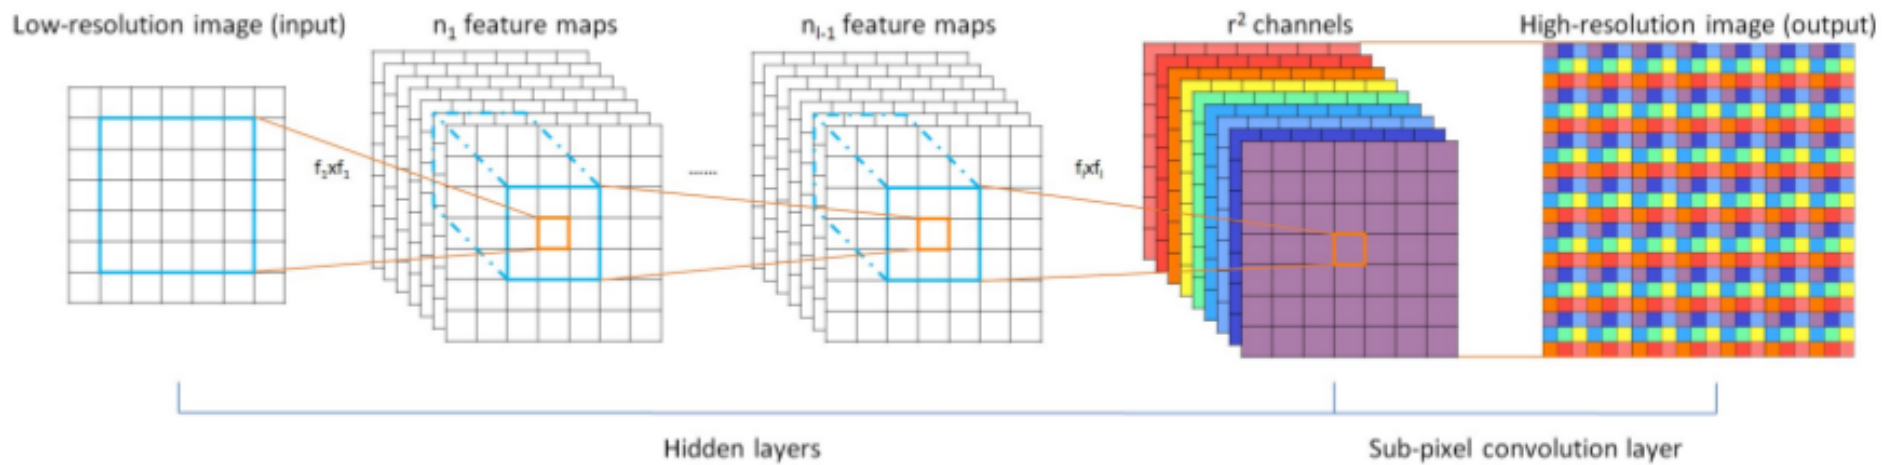 Low-resolution image (input)
n₁ feature maps
nₗ₋₁ feature maps
r² channels
High-resolution image (output)
f₁xf₁
......
fₗxfₗ
Hidden layers
Sub-pixel convolution layer